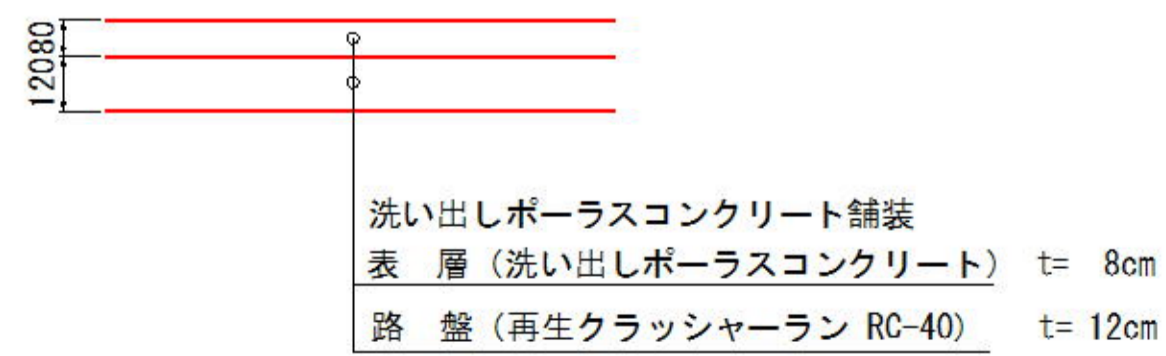 80
120
洗い出しポーラスコンクリート舗装
表　層（洗い出しポーラスコンクリート）　t=　8cm
路　盤（再生クラッシャーラン RC-40）　t= 12cm